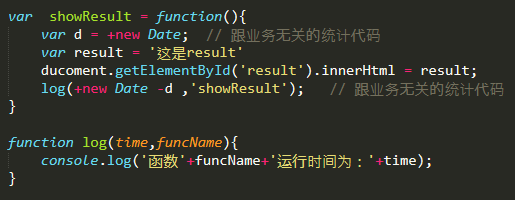 var  showResult = function(){
    var d = +new Date;  // 跟业务无关的统计代码
    var result = '这是result'
    ducoment.getElementById('result').innerHtml = result;
    log(+new Date -d ,'showResult');   // 跟业务无关的统计代码
}
function log(time,funcName){
    console.log('函数'+funcName+'运行时间为：'+time);
}